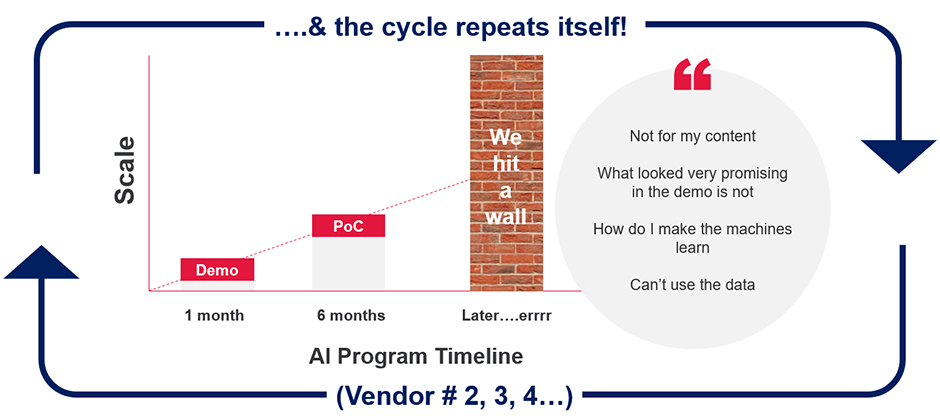 ….& the cycle repeats itself!
Scale
We
hit
a
wall
PoC
Demo
1 month
6 months
Later….errrr
AI Program Timeline
❝
Not for my content
What looked very promising
in the demo is not
How do I make the machines
learn
Can’t use the data
(Vendor # 2, 3, 4…)